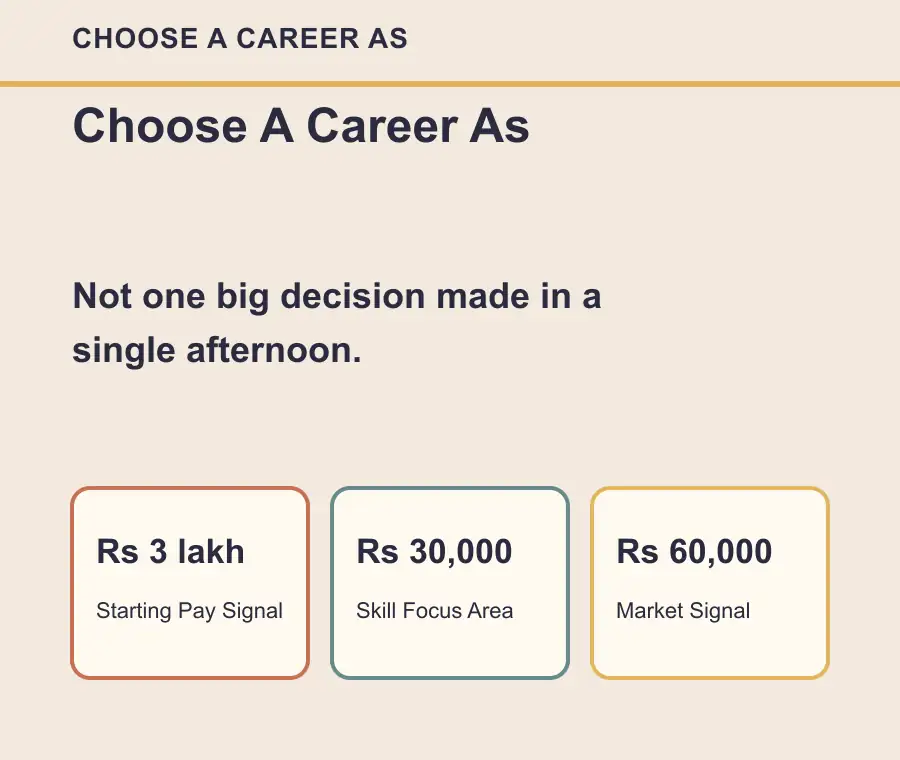 CHOOSE A CAREER AS
Choose A Career As
Not one big decision made in a
single afternoon.
Rs 3 lakh
Starting Pay Signal
Rs 30,000
Skill Focus Area
Rs 60,000
Market Signal